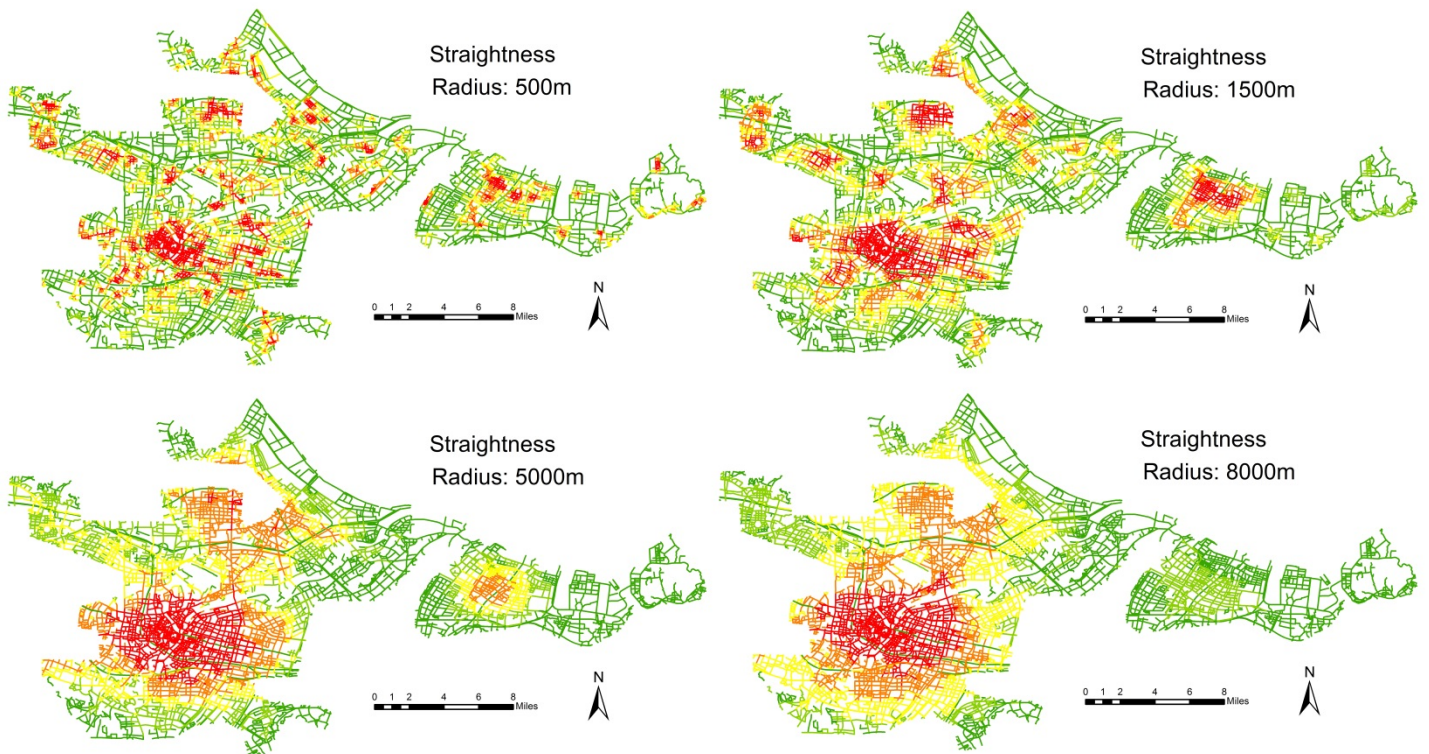 Straightness
Radius: 500m
N
0 1 2 4 6 8
Miles
Straightness
Radius: 1500m
N
0 1 2 4 6 8
Miles
Straightness
Radius: 5000m
N
0 1 2 4 6 8
Miles
Straightness
Radius: 8000m
N
0 1 2 4 6 8
Miles